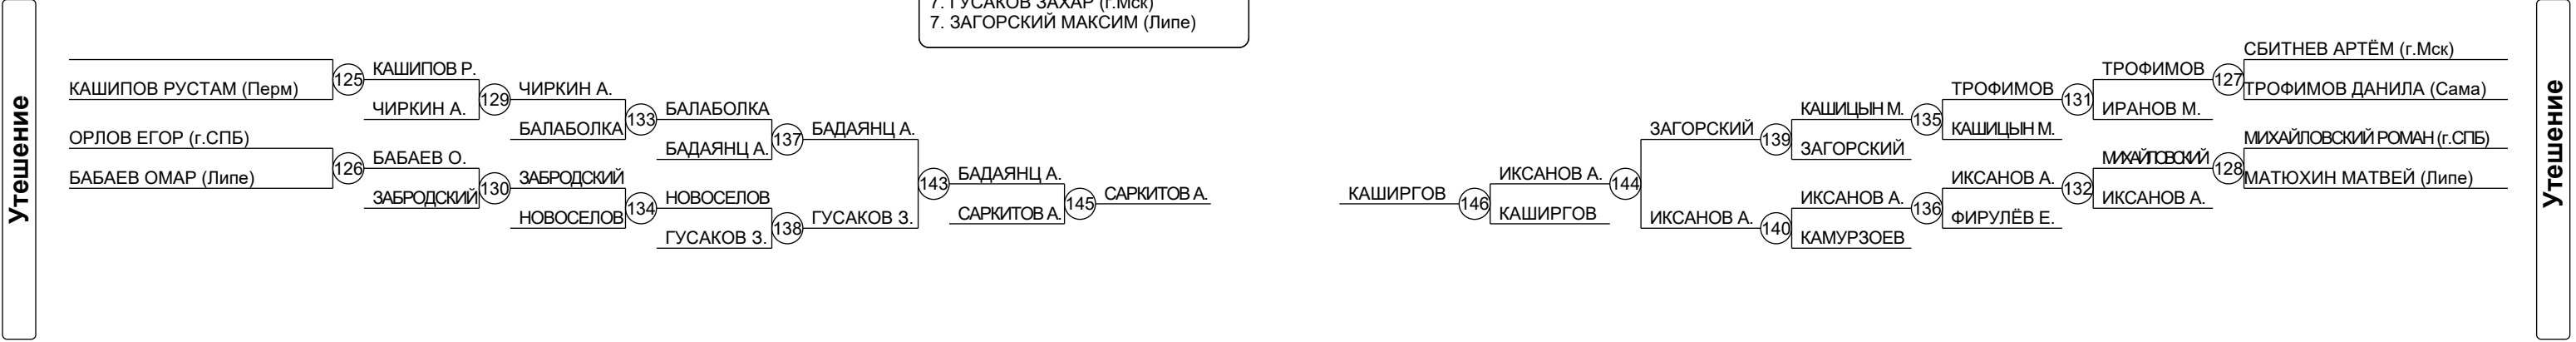 7. ГУСАКОВ ЗАХАР (г.Мск)
7. ЗАГОРСКИЙ МАКСИМ (Липе)
Утешение
КАШИПОВ РУСТАМ (Перм)
ОРЛОВ ЕГОР (г.СПБ)
БАБАЕВ ОМАР (Липе)
125
126
КАШИПОВ Р.
ЧИРКИН А.
БАБАЕВ О.
ЗАБРОДСКИЙ
129
130
ЧИРКИН А.
БАЛАБОЛКА
ЗАБРОДСКИЙ
НОВОСЕЛОВ
133
134
БАЛАБОЛКА
БАДАЯНЦ А.
НОВОСЕЛОВ
ГУСАКОВ З.
137
138
БАДАЯНЦ А.
ГУСАКОВ З.
143
БАДАЯНЦ А.
САРКИТОВ А.
145
САРКИТОВ А.
КАШИРГОВ
146
ИКСАНОВ А.
КАШИРГОВ
144
ЗАГОРСКИЙ
ИКСАНОВ А.
139
140
КАШИЦЫН М.
ЗАГОРСКИЙ
ИКСАНОВ А.
КАМУРЗОЕВ
135
136
ТРОФИМОВ
КАШИЦЫН М.
ИКСАНОВ А.
ФИРУЛЁВ Е.
131
132
ТРОФИМОВ
ИРАНОВ М.
МИХАЙЛОВСКИЙ
ИКСАНОВ А.
127
128
СБИТНЕВ АРТЁМ (г.Мск)
ТРОФИМОВ ДАНИЛА (Сама)
МИХАЙЛОВСКИЙ РОМАН (г.СПБ)
МАТЮХИН МАТВЕЙ (Липе)
Утешение